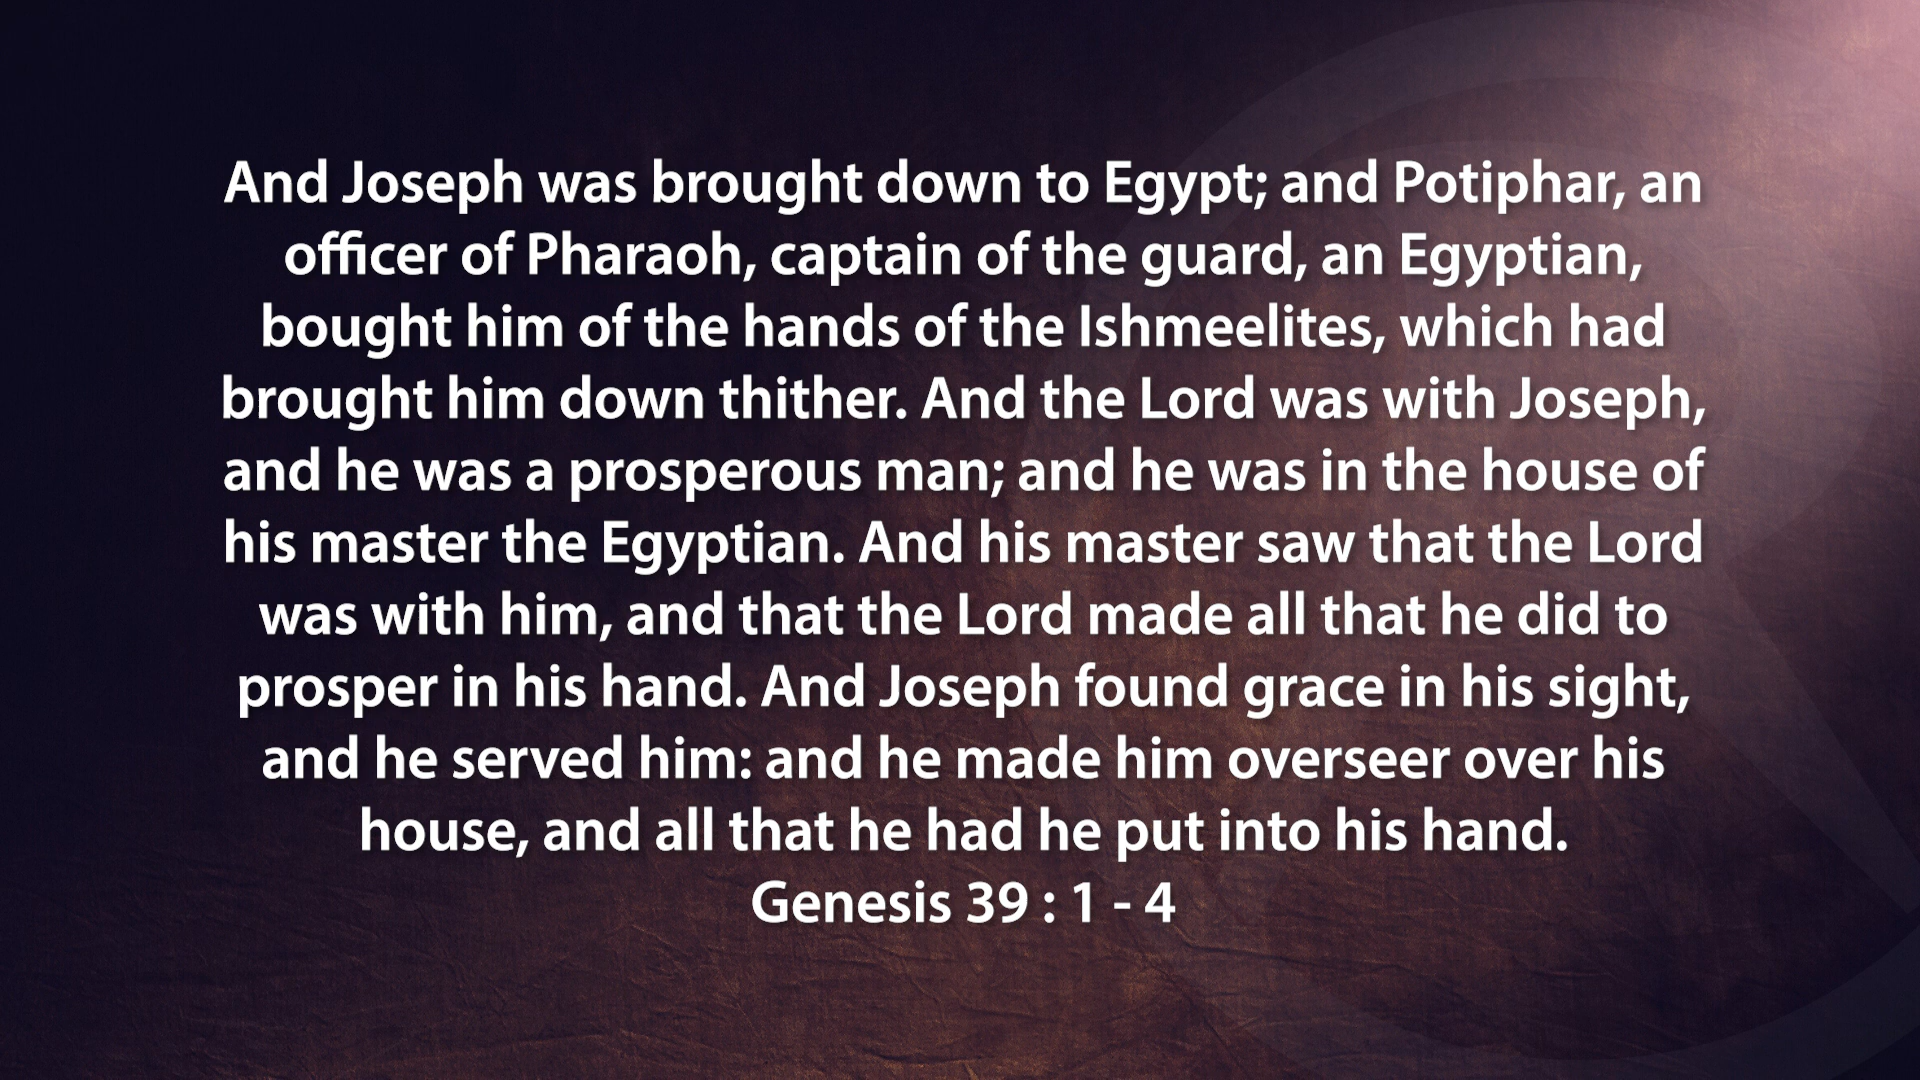 And Joseph was brought down to Egypt; and Potiphar, an
officer of Pharaoh, captain of the guard, an Egyptian,
bought him of the hands of the Ishmeelites, which had
brought him down thither. And the Lord was with Joseph,
and he was a prosperous man; and he was in the house of
his master the Egyptian. And his master saw that the Lord
was with him, and that the Lord made all that he did to
prosper in his hand. And Joseph found grace in his sight,
and he served him: and he made him overseer over his
house, and all that he had he put into his hand.
Genesis 39 : 1 - 4